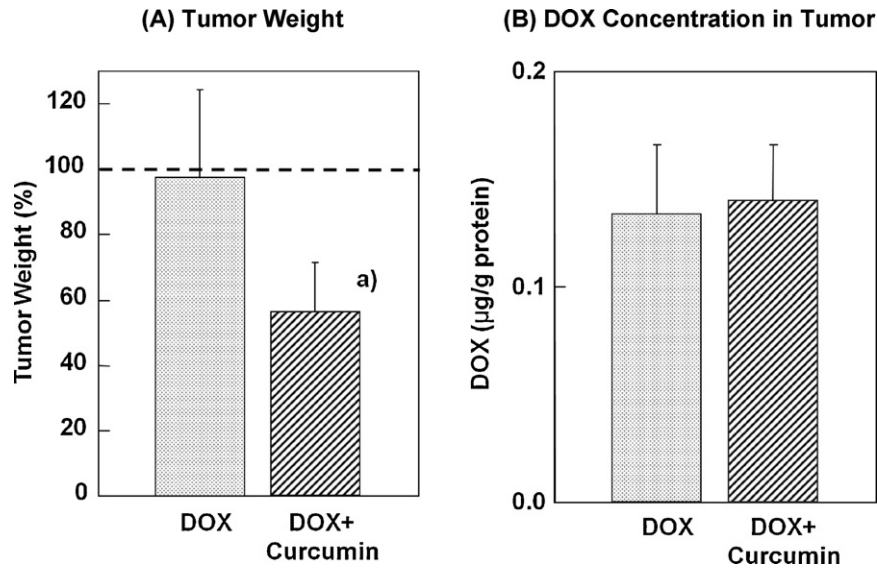 (A) Tumor Weight
120
100
80
60
40
20
0
Tumor Weight (%)
a)
DOX
DOX+
Curcumin
(B) DOX Concentration in Tumor
0.2
0.1
0.0
DOX (μg/g protein)
DOX
DOX+
Curcumin